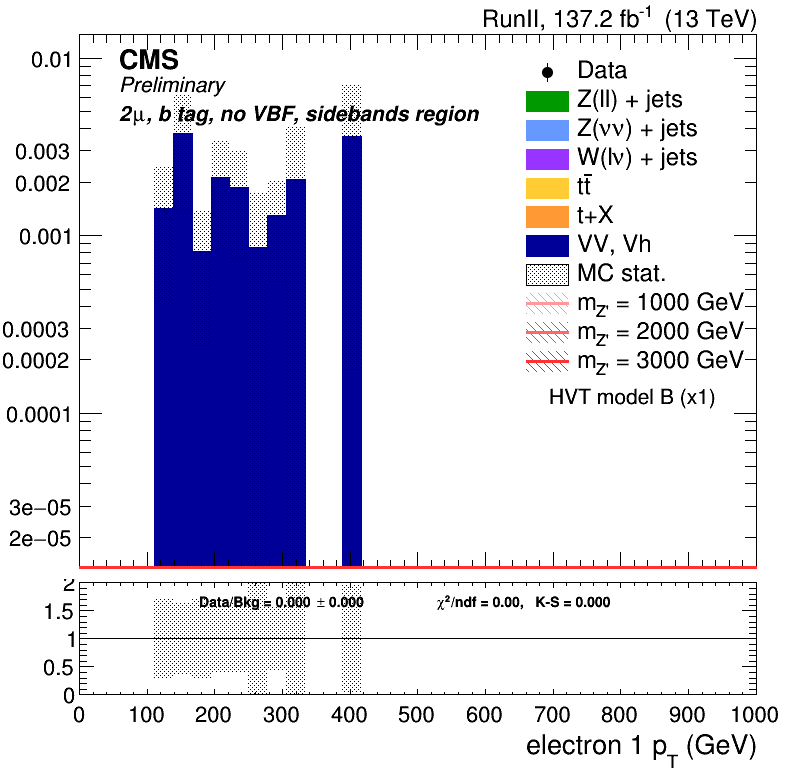 RunII, 137.2 fb⁻¹ (13 TeV)
CMS
Preliminary
2μ, b tag, no VBF, sidebands region
Data
Z(ll) + jets
Z(νν) + jets
W(lν) + jets
tt̄
t+X
VV, Vh
MC stat.
m_Z' = 1000 GeV
m_Z' = 2000 GeV
m_Z' = 3000 GeV
HVT model B (x1)
0.01
0.003
0.002
0.001
0.0003
0.0002
0.0001
3e−05
2e−05
Data/Bkg = 0.000 ± 0.000 χ²/ndf = 0.00, K-S = 0.000
2
1.5
1
0.5
0
0 100 200 300 400 500 600 700 800 900 1000
electron 1 p_T (GeV)